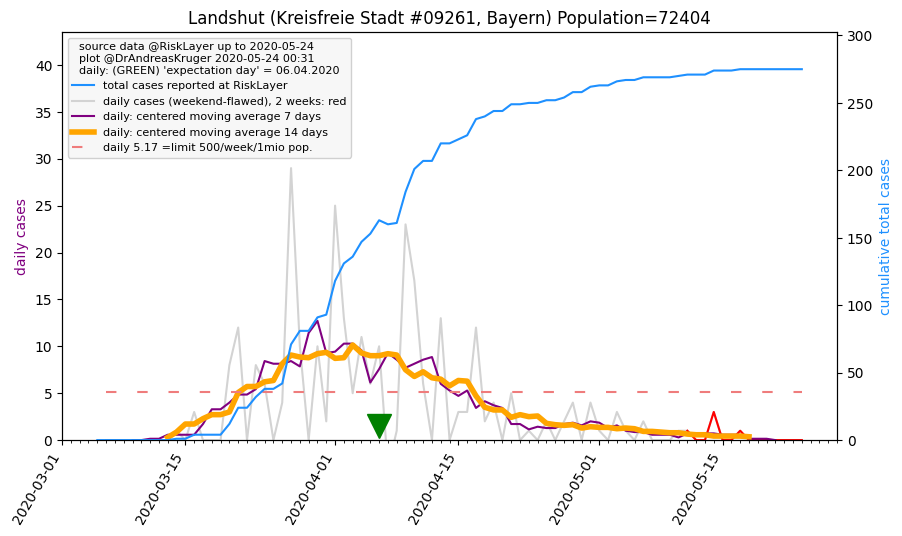 Landshut (Kreisfreie Stadt #09261, Bayern) Population=72404
source data @RiskLayer up to 2020-05-24
plot @DrAndreasKruger 2020-05-24 00:31
daily: (GREEN) 'expectation day' = 06.04.2020
total cases reported at RiskLayer
daily cases (weekend-flawed), 2 weeks: red
daily: centered moving average 7 days
daily: centered moving average 14 days
daily 5.17 =limit 500/week/1mio pop.
daily cases
40
35
30
25
20
15
10
5
0
300
250
200
150
100
50
0
cumulative total cases
2020-03-01
2020-03-15
2020-04-01
2020-04-15
2020-05-01
2020-05-15